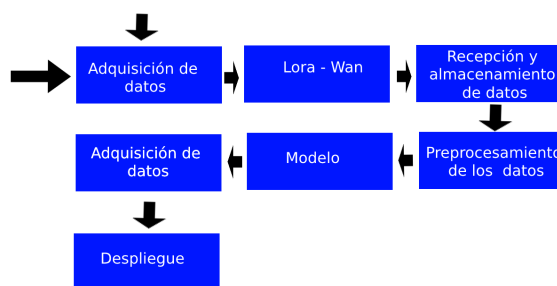 Adquisición de
datos
Lora - Wan
Recepción y
almacenamiento
de datos
Adquisición de
datos
Modelo
Preprocesamiento
de los datos
Despliegue